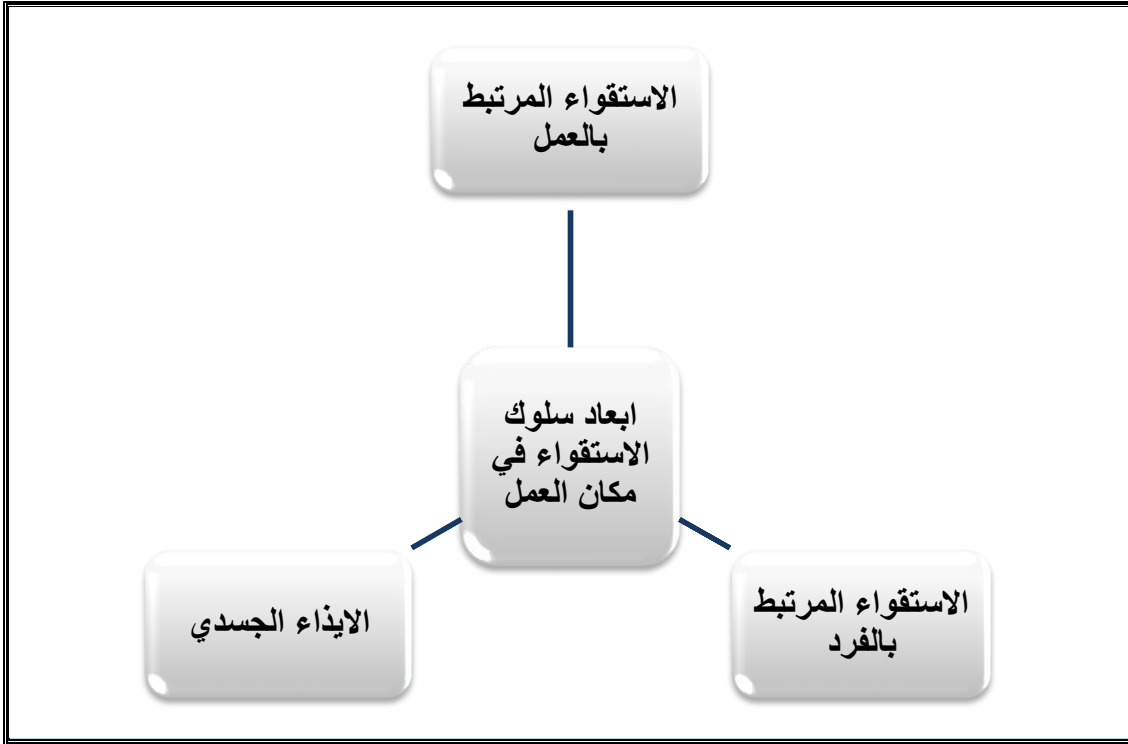 الاستقواء المرتبط
بالعمل
ابعاد سلوك
الاستقواء في
مكان العمل
الاستقواء المرتبط
بالفرد
الايذاء الجسدي